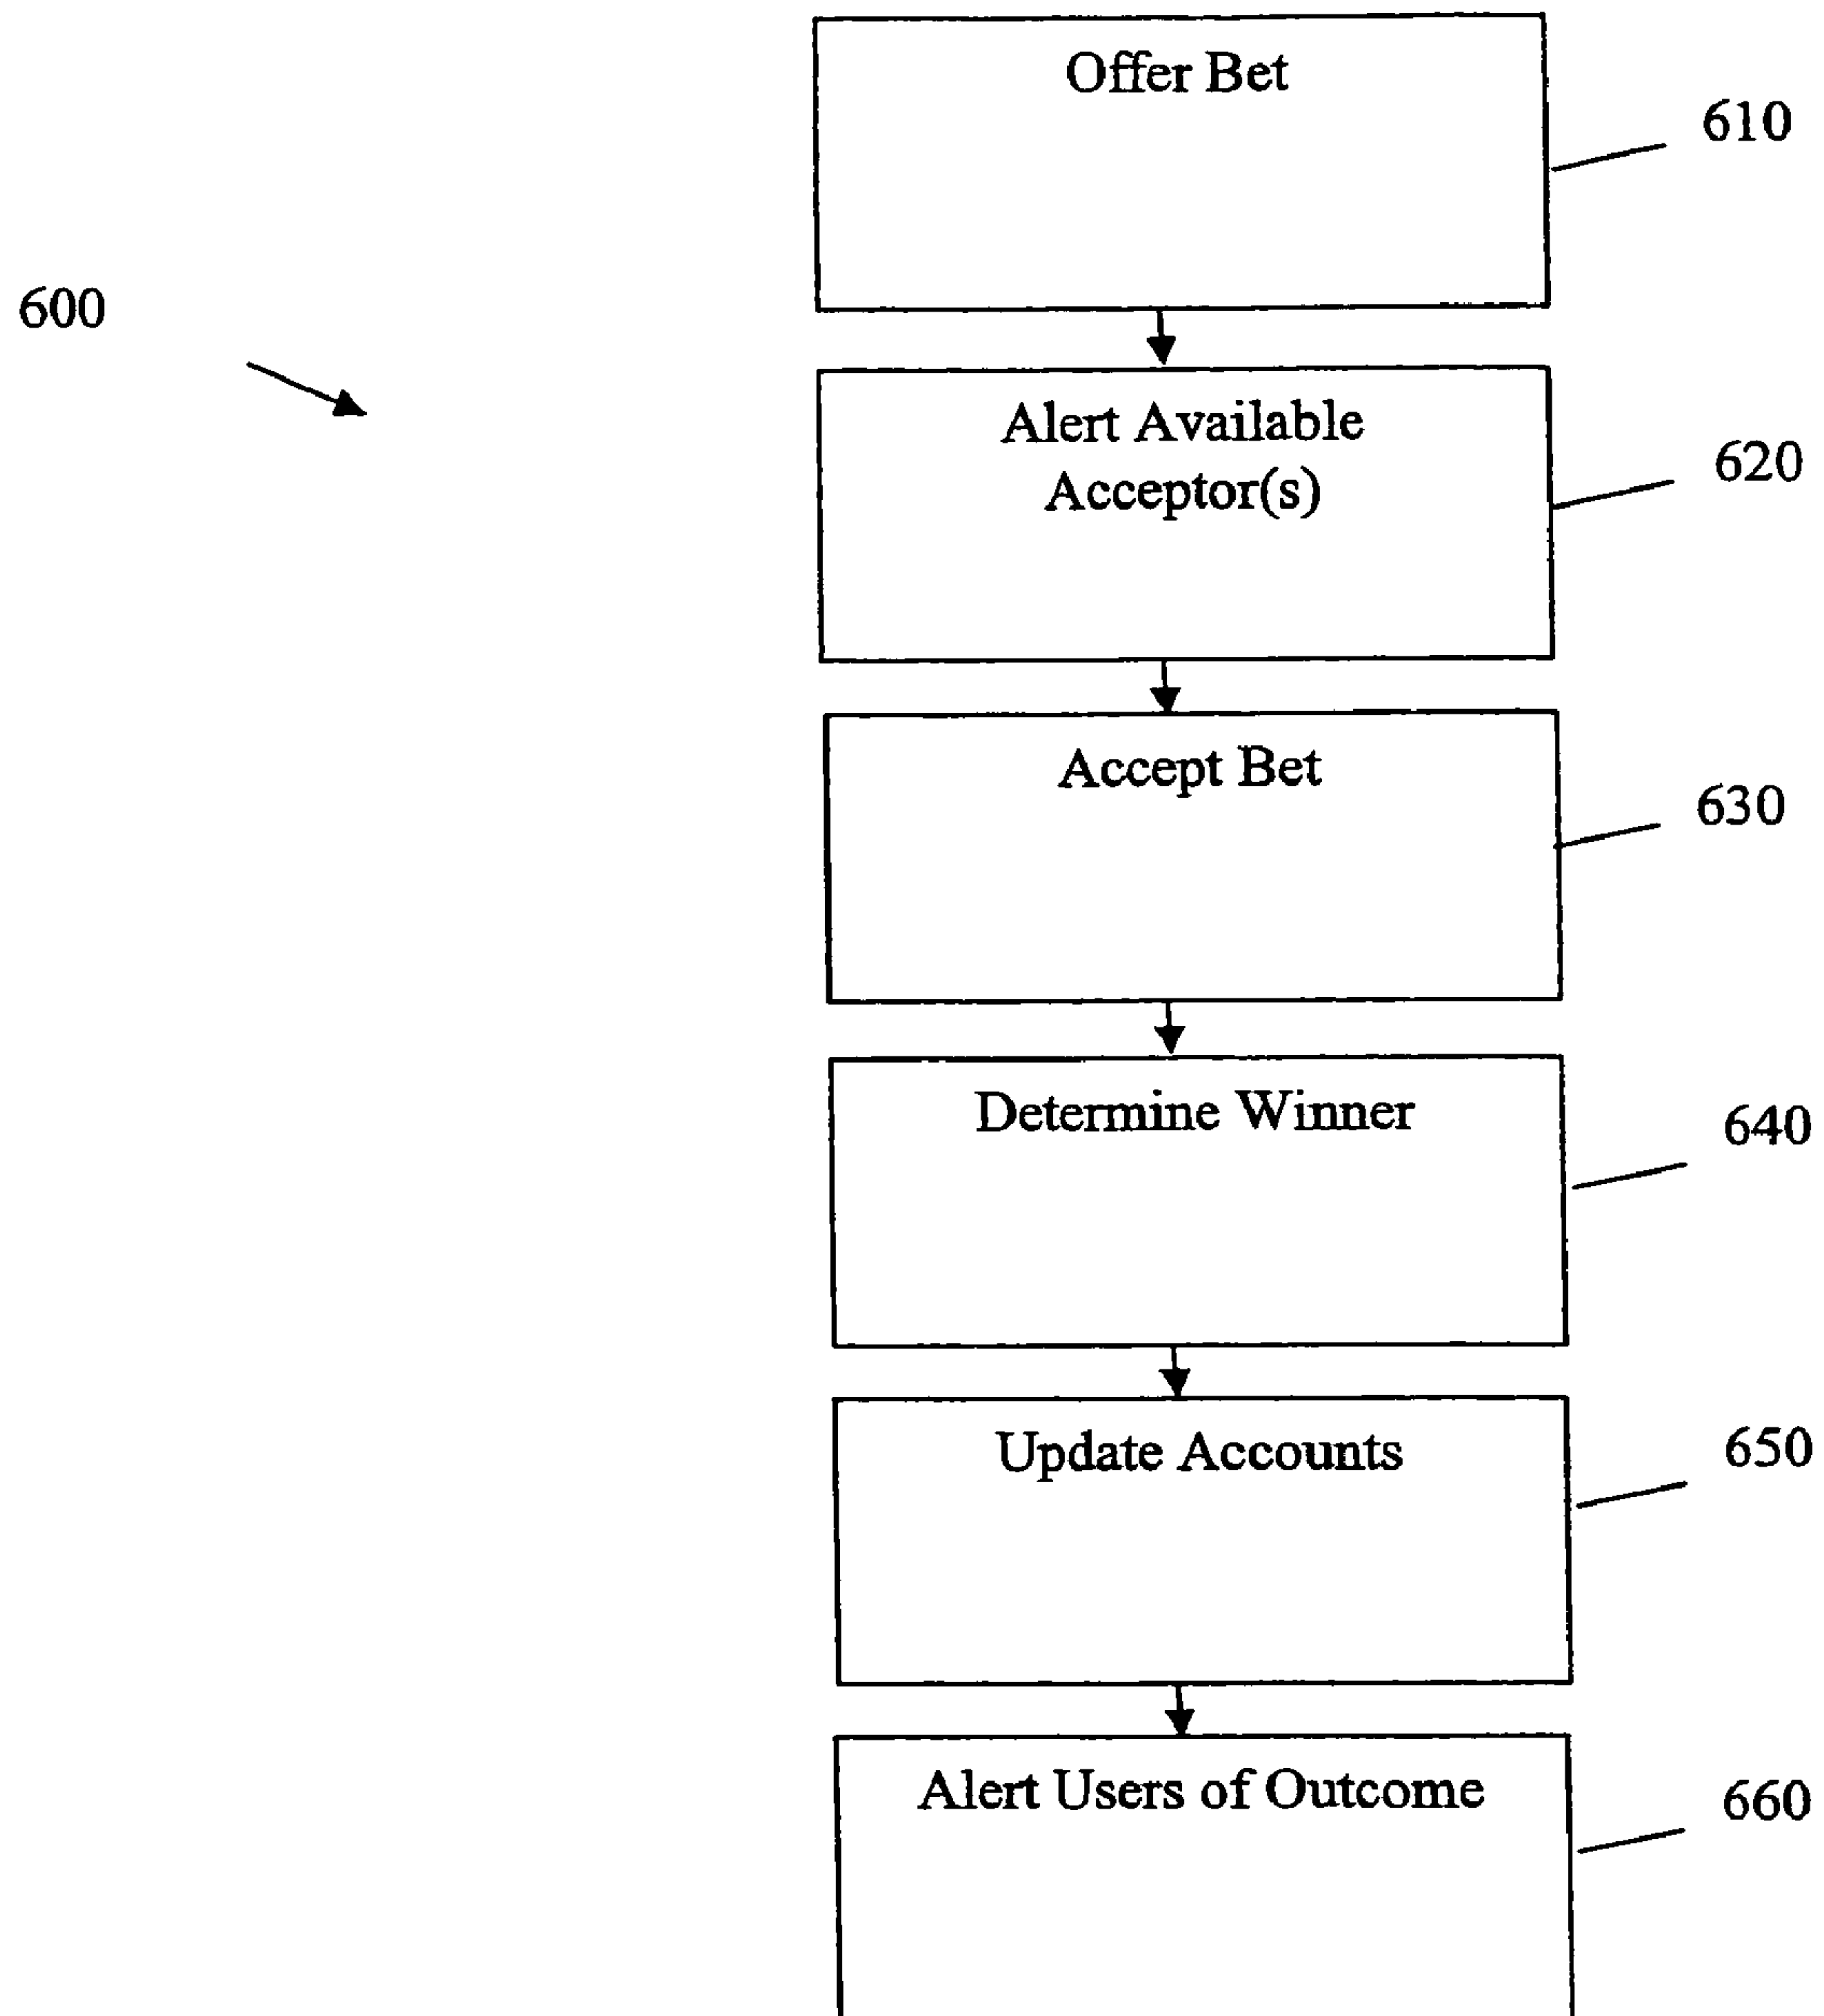 Offer Bet
610
600
Alert Available
Acceptor(s)
620
Accept Bet
630
Determine Winner
640
Update Accounts
650
Alert Users of Outcome
660